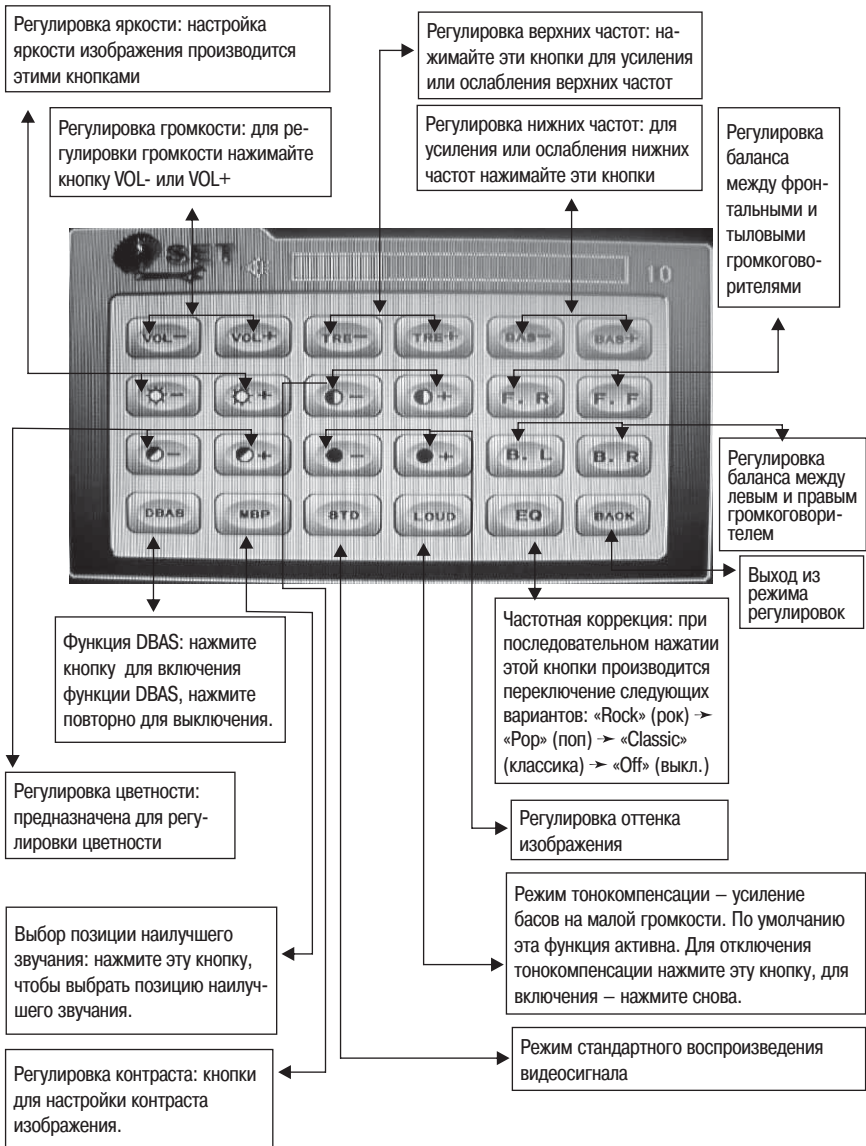 Регулировка яркости: настройка
яркости изображения производится
этими кнопками
Регулировка верхних частот: на-
жимайте эти кнопки для усиления
или ослабления верхних частот
Регулировка громкости: для ре-
гулировки громкости нажимайте
кнопку VOL- или VOL+
Регулировка нижних частот: для
усиления или ослабления нижних
частот нажимайте эти кнопки
Регулировка
баланса
между фрон-
тальными и
тыловыми
громкогово-
рителями
SET
10
VOL- VOL+ TRE- TRE+ BAS- BAS+
- + - + F. R F. F
- + - + B. L B. R
DBAS MBP STD LOUD EQ BACK
Регулировка
баланса между
левым и правым
громкоговори-
телем
Выход из
режима
регулировок
Функция DBAS: нажмите
кнопку для включения
функции DBAS, нажмите
повторно для выключения.
Частотная коррекция: при
последовательном нажатии
этой кнопки производится
переключение следующих
вариантов: «Rock» (рок) ➛
«Pop» (поп) ➛ «Classic»
(классика) ➛ «Off» (выкл.)
Регулировка цветности:
предназначена для регу-
лировки цветности
Регулировка оттенка
изображения
Выбор позиции наилучшего
звучания: нажмите эту кнопку,
чтобы выбрать позицию наилуч-
шего звучания.
Режим тонокомпенсации – усиление
басов на малой громкости. По умолчанию
эта функция активна. Для отключения
тонокомпенсации нажмите эту кнопку, для
включения – нажмите снова.
Режим стандартного воспроизведения
видеосигнала
Регулировка контраста: кнопки
для настройки контраста
изображения.